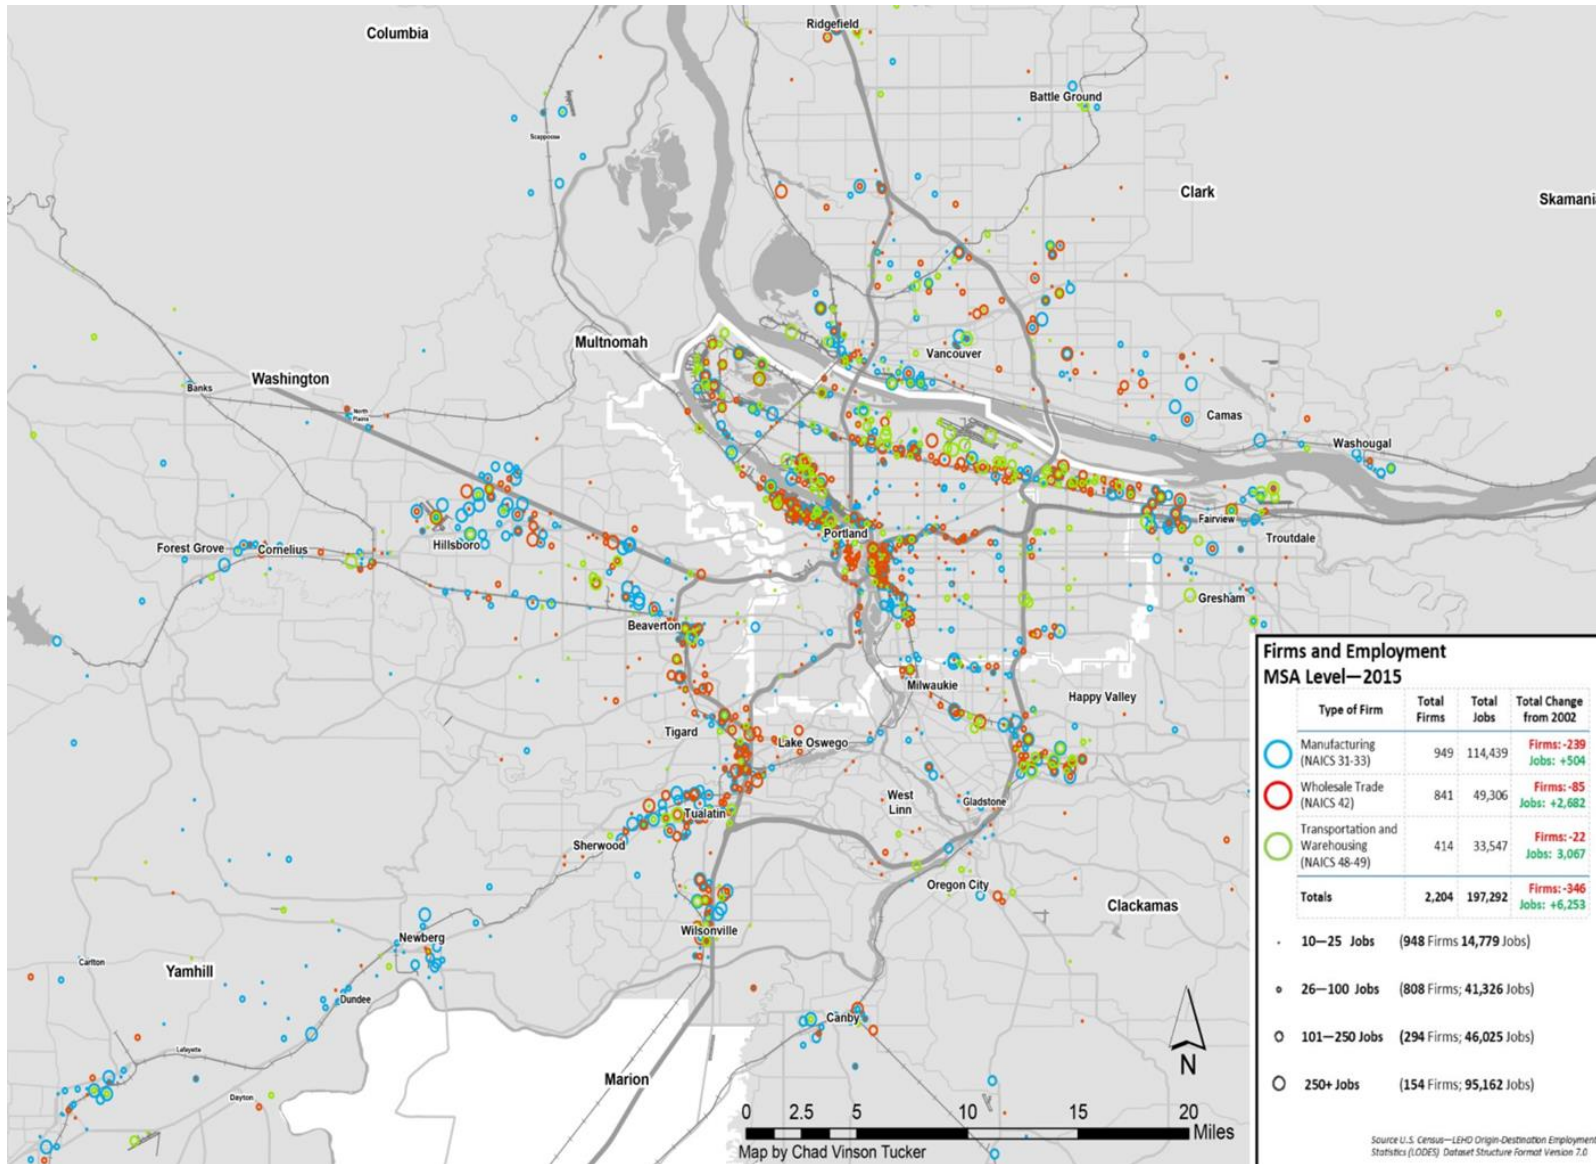 Columbia
Ridgefield
Battle Ground
Scappoose
Clark
Skamania
Multnomah
Vancouver
Washington
Banks
North
Plains
Camas
Washougal
Portland
Fairview
Troutdale
Hillsboro
Forest Grove
Cornelius
Gresham
Beaverton
Milwaukie
Happy Valley
Tigard
Lake Oswego
West
Linn
Gladstone
Tualatin
Sherwood
Oregon City
Clackamas
Wilsonville
Newberg
Carlton
Yamhill
Dundee
Canby
Lafayette
Dayton
Marion
Firms and Employment
MSA Level—2015
Type of Firm Total Firms Total Jobs Total Change from 2002
Manufacturing (NAICS 31-33) 949 114,439 Firms: -239 Jobs: +504
Wholesale Trade (NAICS 42) 841 49,306 Firms: -85 Jobs: +2,682
Transportation and Warehousing (NAICS 48-49) 414 33,547 Firms: -22 Jobs: 3,067
Totals 2,204 197,292 Firms: -346 Jobs: +6,253
10—25 Jobs (948 Firms 14,779 Jobs)
26—100 Jobs (808 Firms; 41,326 Jobs)
101—250 Jobs (294 Firms; 46,025 Jobs)
250+ Jobs (154 Firms; 95,162 Jobs)
N
0 2.5 5 10 15 20
Miles
Map by Chad Vinson Tucker
Source U.S. Census—LEHD Origin-Destination Employment
Statistics (LODES) Dataset Structure Format Version 7.0